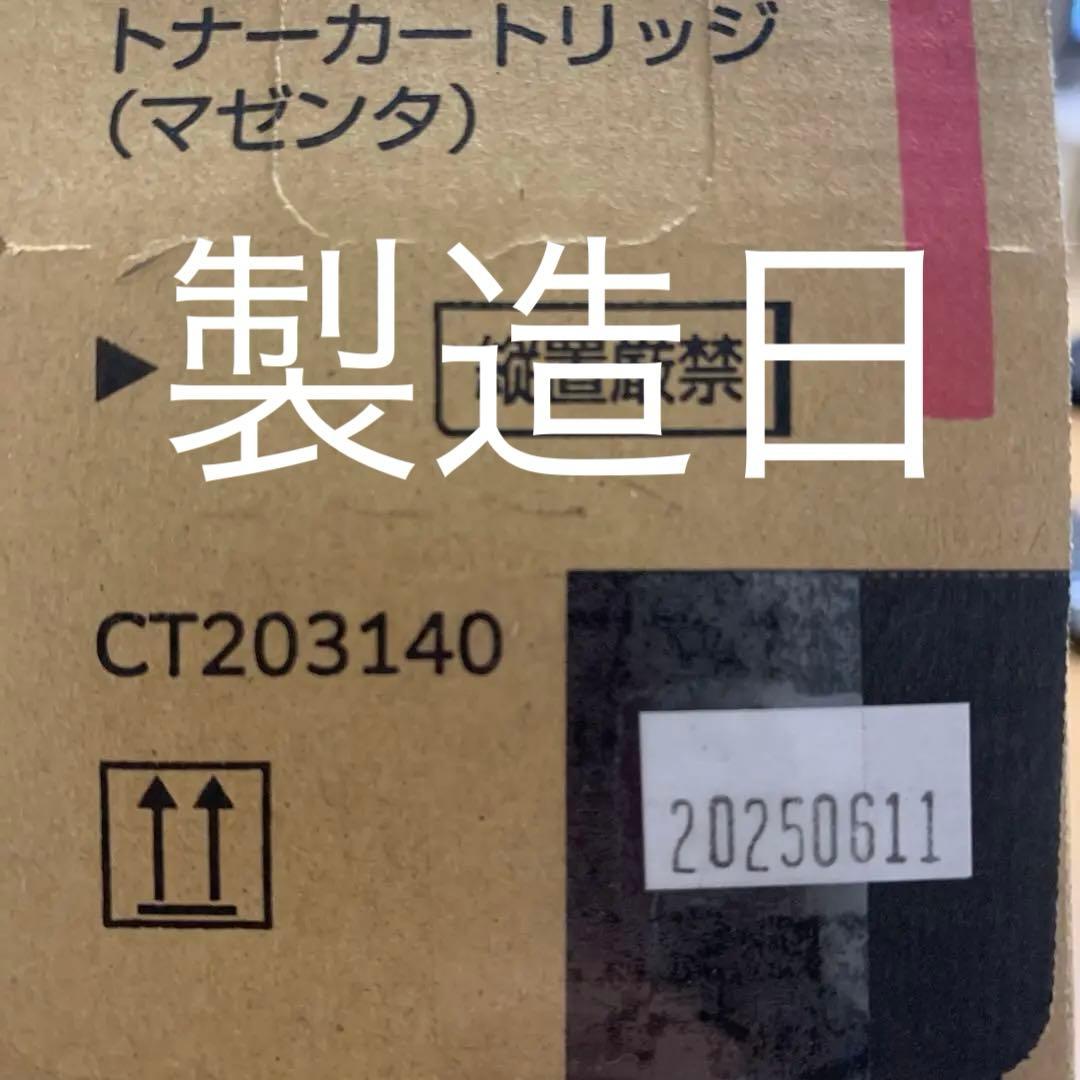 トナーカートリッジ
(マゼンタ)
製造日
縦置厳禁
CT203140
20250611